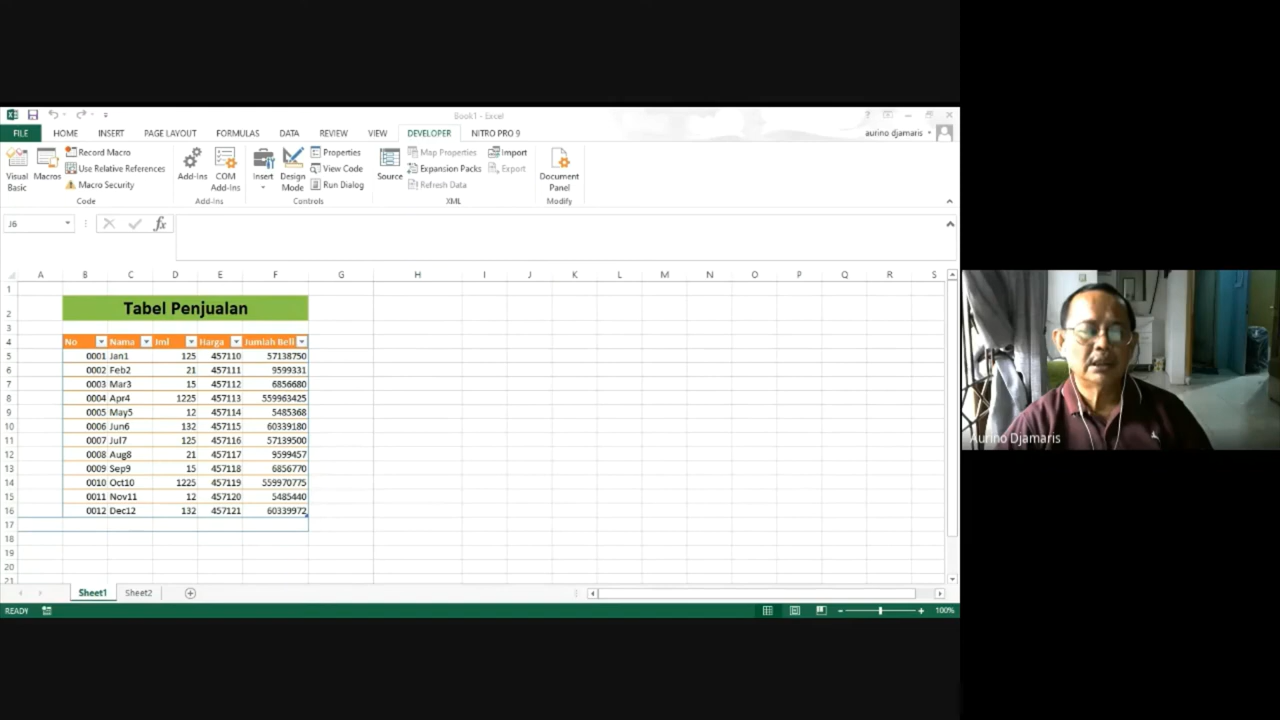 Book1 - Excel
?
FILE HOME INSERT PAGE LAYOUT FORMULAS DATA REVIEW VIEW DEVELOPER NITRO PRO 9 aurino djamaris
Visual Basic
Macros
Record Macro
Use Relative References
Macro Security
Code
Add-Ins
COM Add-Ins
Add-Ins
Insert
Design Mode
Properties
View Code
Run Dialog
Controls
Source
Map Properties
Expansion Packs
Refresh Data
Import
Export
XML
Document Panel
Modify
J6 fx
A B C D E F G H I J K L M N O P Q R S
1
2 Tabel Penjualan
3
4 No Nama Jml Harga Jumlah Beli
5 0001 Jan1 125 457110 57138750
6 0002 Feb2 21 457111 9599331
7 0003 Mar3 15 457112 6856680
8 0004 Apr4 1225 457113 559963425
9 0005 May5 12 457114 5485368
10 0006 Jun6 132 457115 60339180
11 0007 Jul7 125 457116 57139500
12 0008 Aug8 21 457117 9599457
13 0009 Sep9 15 457118 6856770
14 0010 Oct10 1225 457119 559970775
15 0011 Nov11 12 457120 5485440
16 0012 Dec12 132 457121 60339972
17
18
19
20
21
Sheet1 Sheet2
READY 100%
Aurino Djamaris